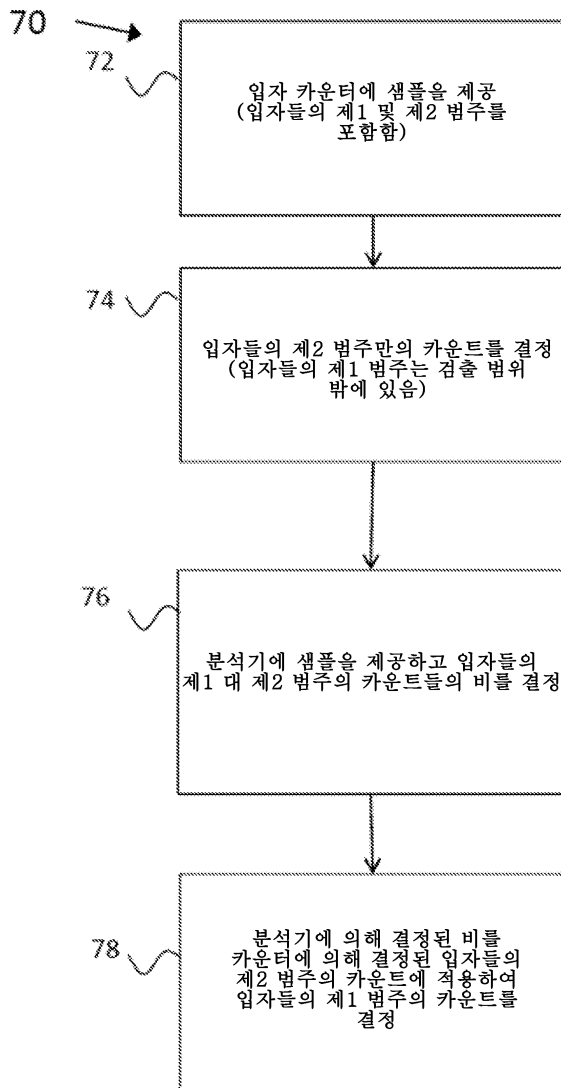 70
72
입자 카운터에 샘플을 제공
(입자들의 제1 및 제2 범주를
포함함)
74
입자들의 제2 범주만의 카운트를 결정
(입자들의 제1 범주는 검출 범위
밖에 있음)
76
분석기에 샘플을 제공하고 입자들의
제1 대 제2 범주의 카운트들의 비를 결정
78
분석기에 의해 결정된 비를
카운터에 의해 결정된 입자들의
제2 범주의 카운트에 적용하여
입자들의 제1 범주의 카운트를
결정